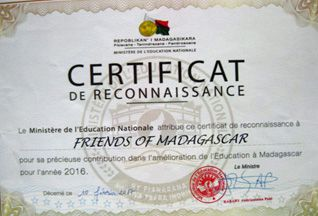 REPOBLIKAN'I MADAGASIKARA
Fitiavana - Tanindrazana - Fandrosoana
MINISTÈRE DE L'EDUCATION NATIONALE
CERTIFICAT
DE RECONNAISSANCE
Le Ministère de l'Education Nationale attribue ce certificat de reconnaissance à
FRIENDS OF MADAGASCAR
pour sa précieuse contribution dans l'amélioration de l'Education à Madagascar
pour l'année 2016.
Décerné le
Le Ministre
Paul